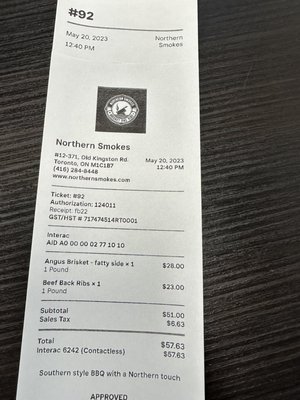 #92
May 20, 2023 Northern
12:40 PM Smokes
Northern Smokes
#12-371, Old Kingston Rd. May 20, 2023
Toronto, ON M1C1B7 12:40 PM
(416) 284-8448
www.northernsmokes.com
Ticket: #92
Authorization: 124011
Receipt: fb22
GST/HST # 717474514RT0001
Interac
AID A0 00 00 02 77 10 10
Angus Brisket - fatty side × 1 $28.00
1 Pound
Beef Back Ribs × 1 $23.00
1 Pound
Subtotal $51.00
Sales Tax $6.63
Total $57.63
Interac 6242 (Contactless) $57.63
Southern style BBQ with a Northern touch
APPROVED